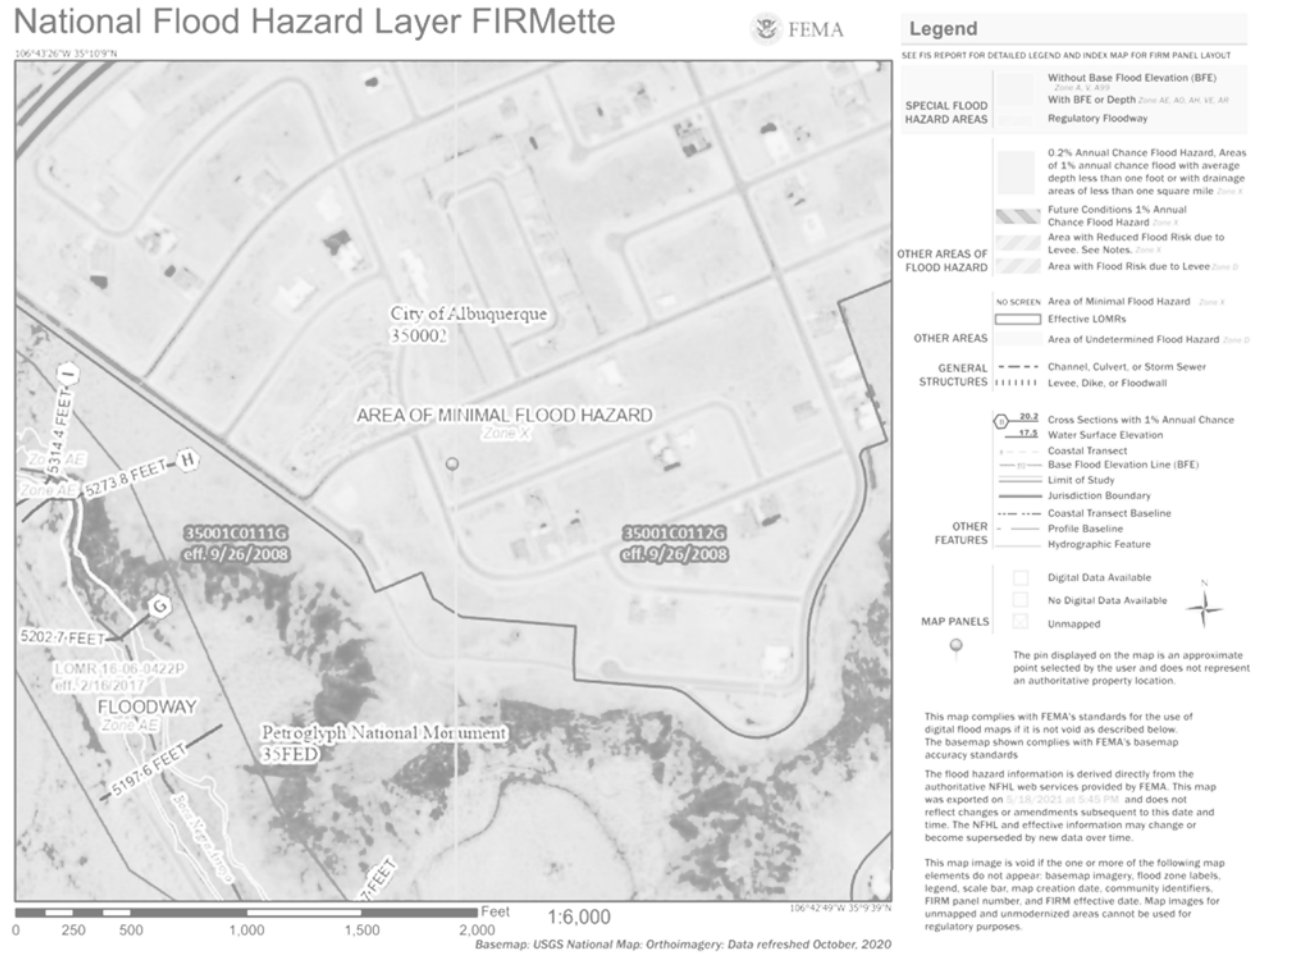 National Flood Hazard Layer FIRMette
FEMA
106°43'26"W 35°10'9"N
City of Albuquerque
350002
AREA OF MINIMAL FLOOD HAZARD
Zone X
5314.4 FEET
I
Zone AE
Zone AE
5273.8 FEET
H
35001C0111G
eff. 9/26/2008
35001C0112G
eff. 9/26/2008
G
5202.7 FEET
LOMR 16-06-0422P
eff. 2/16/2017
FLOODWAY
Zone AE
Petroglyph National Monument
35FED
5197.6 FEET
FEET
106°42'49"W 35°9'39"N
Feet
1:6,000
0 250 500 1,000 1,500 2,000
Basemap: USGS National Map: Orthoimagery: Data refreshed October, 2020
Legend
SEE FIS REPORT FOR DETAILED LEGEND AND INDEX MAP FOR FIRM PANEL LAYOUT
SPECIAL FLOOD
HAZARD AREAS
Without Base Flood Elevation (BFE)
Zone A, V, A99
With BFE or Depth Zone AE, AO, AH, VE, AR
Regulatory Floodway
OTHER AREAS OF
FLOOD HAZARD
0.2% Annual Chance Flood Hazard, Areas
of 1% annual chance flood with average
depth less than one foot or with drainage
areas of less than one square mile Zone X
Future Conditions 1% Annual
Chance Flood Hazard Zone X
Area with Reduced Flood Risk due to
Levee. See Notes. Zone X
Area with Flood Risk due to Levee Zone D
OTHER AREAS
NO SCREEN Area of Minimal Flood Hazard Zone X
Effective LOMRs
Area of Undetermined Flood Hazard Zone D
GENERAL
STRUCTURES
Channel, Culvert, or Storm Sewer
Levee, Dike, or Floodwall
OTHER
FEATURES
20.2 Cross Sections with 1% Annual Chance
17.5 Water Surface Elevation
Coastal Transect
Base Flood Elevation Line (BFE)
Limit of Study
Jurisdiction Boundary
Coastal Transect Baseline
Profile Baseline
Hydrographic Feature
MAP PANELS
Digital Data Available
No Digital Data Available
Unmapped
N
The pin displayed on the map is an approximate
point selected by the user and does not represent
an authoritative property location.
This map complies with FEMA's standards for the use of
digital flood maps if it is not void as described below.
The basemap shown complies with FEMA's basemap
accuracy standards
The flood hazard information is derived directly from the
authoritative NFHL web services provided by FEMA. This map
was exported on 5/18/2021 at 5:45 PM and does not
reflect changes or amendments subsequent to this date and
time. The NFHL and effective information may change or
become superseded by new data over time.
This map image is void if the one or more of the following map
elements do not appear: basemap imagery, flood zone labels,
legend, scale bar, map creation date, community identifiers,
FIRM panel number, and FIRM effective date. Map images for
unmapped and unmodernized areas cannot be used for
regulatory purposes.